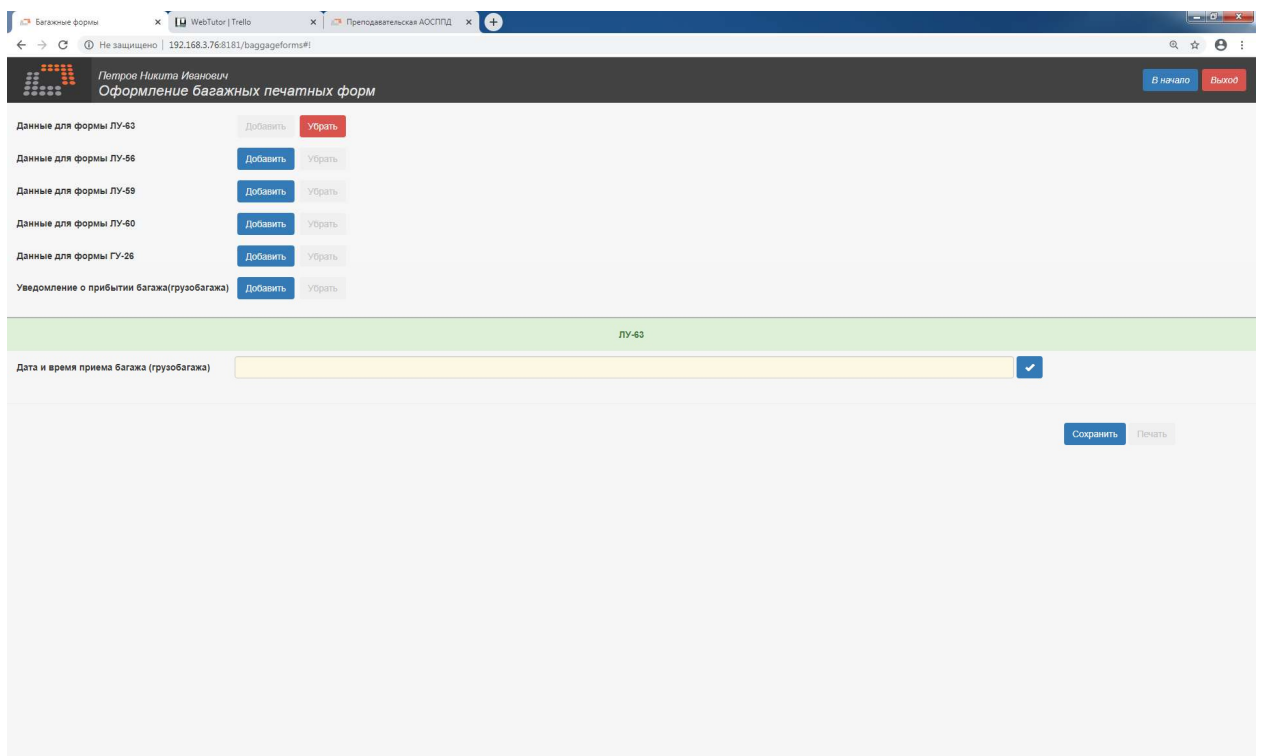 Багажные формы
WebTutor | Trello
Преподавательская АОСППД
Не защищено | 192.168.3.76:8181/baggageforms#!
Петров Никита Иванович
Оформление багажных печатных форм
В начало Выход
Данные для формы ЛУ-63 Добавить Убрать
Данные для формы ЛУ-56 Добавить Убрать
Данные для формы ЛУ-59 Добавить Убрать
Данные для формы ЛУ-60 Добавить Убрать
Данные для формы ГУ-26 Добавить Убрать
Уведомление о прибытии багажа(грузобагажа) Добавить Убрать
ЛУ-63
Дата и время приема багажа (грузобагажа)
Сохранить Печать